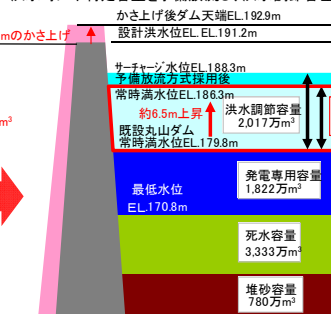 かさ上げ後ダム天端EL.192.9m
mのかさ上げ
設計洪水位EL.EL.191.2m
サーチャージ水位EL.188.3m
予備放流方式採用後
常時満水位EL.186.3m
m³
約6.5m上昇
洪水調節容量
2,017万m³
既設丸山ダム
常時満水位EL.179.8m
発電専用容量
1,822万m³
最低水位
EL.170.8m
死水容量
3,333万m³
堆砂容量
780万m³